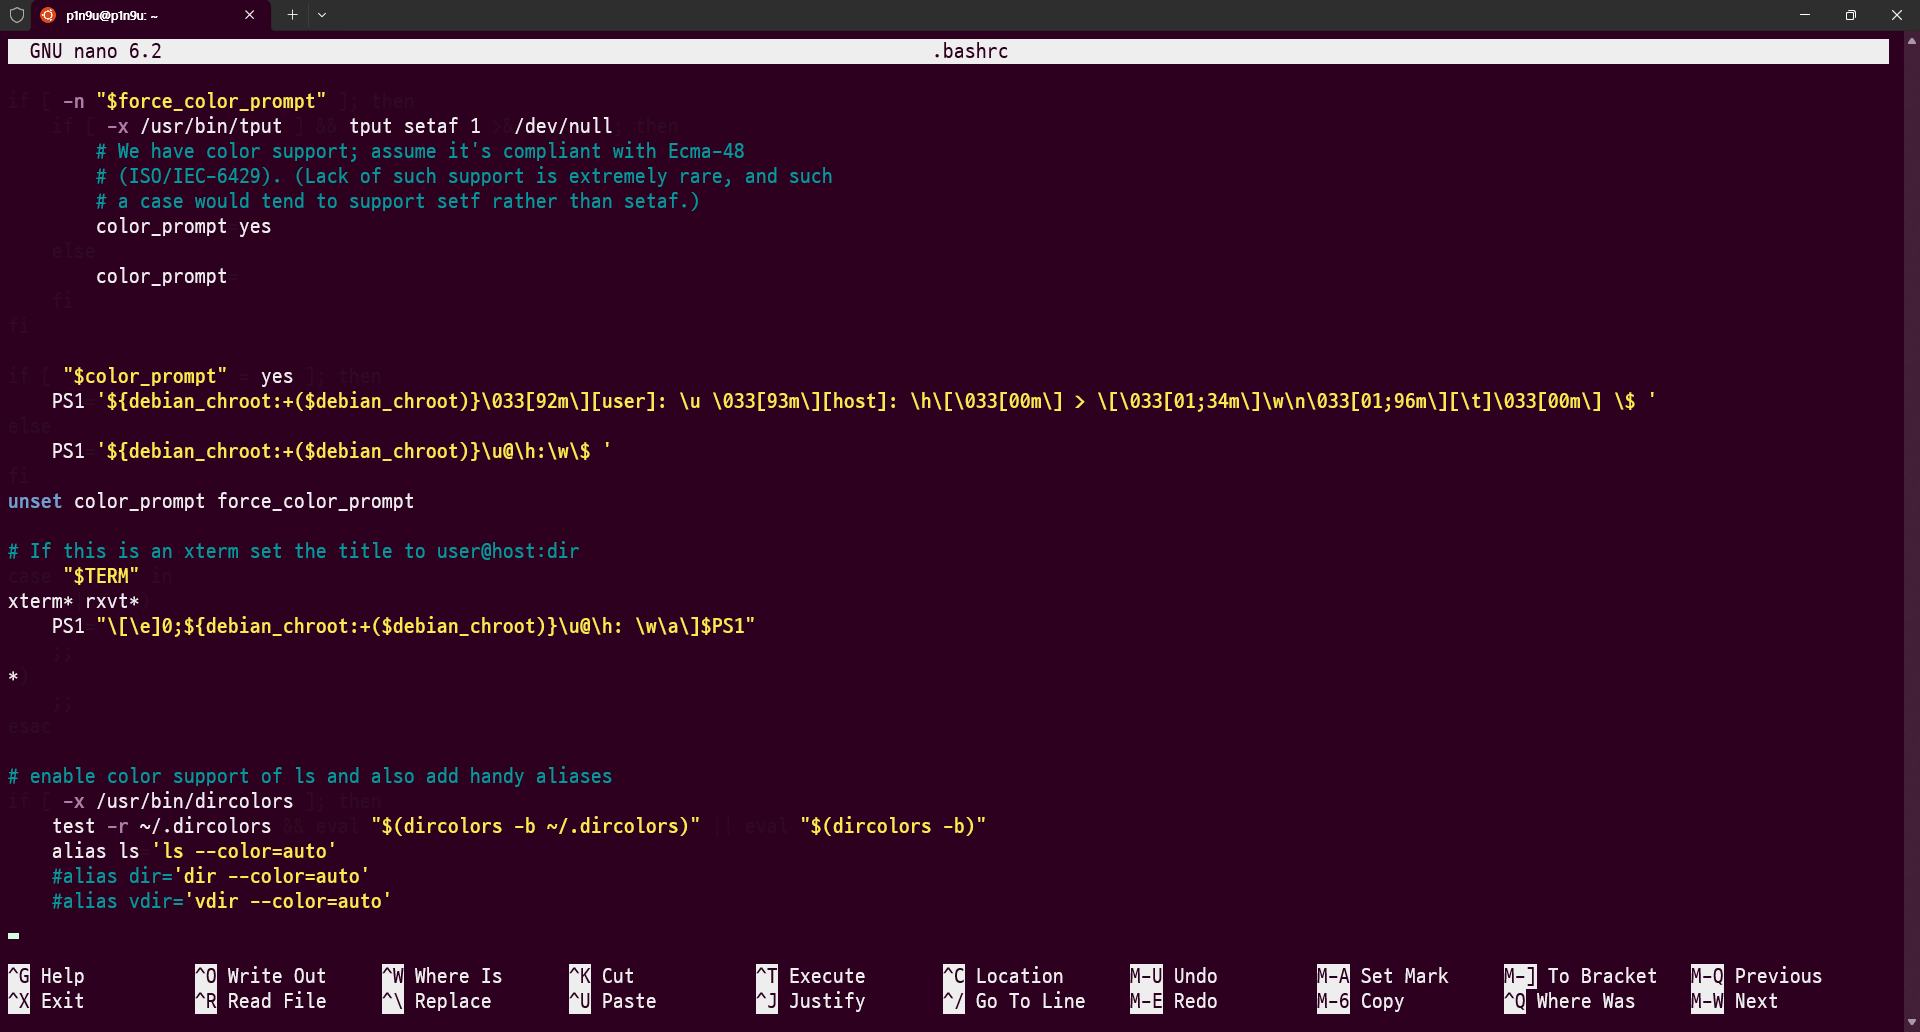 p1n9u@p1n9u: ~
GNU nano 6.2 .bashrc
if [ -n "$force_color_prompt" ]; then
if [ -x /usr/bin/tput ] && tput setaf 1 >&/dev/null; then
# We have color support; assume it's compliant with Ecma-48
# (ISO/IEC-6429). (Lack of such support is extremely rare, and such
# a case would tend to support setf rather than setaf.)
color_prompt=yes
else
color_prompt=
fi
fi
if [ "$color_prompt" = yes ]; then
PS1='${debian_chroot:+($debian_chroot)}\033[92m\][user]: \u \033[93m\][host]: \h\[\033[00m\] > \[\033[01;34m\]\w\n\033[01;96m\][\t]\033[00m\] \$ '
else
PS1='${debian_chroot:+($debian_chroot)}\u@\h:\w\$ '
fi
unset color_prompt force_color_prompt
# If this is an xterm set the title to user@host:dir
case "$TERM" in
xterm*|rxvt*)
PS1="\[\e]0;${debian_chroot:+($debian_chroot)}\u@\h: \w\a\]$PS1"
;;
*)
;;
esac
# enable color support of ls and also add handy aliases
if [ -x /usr/bin/dircolors ]; then
test -r ~/.dircolors && eval "$(dircolors -b ~/.dircolors)" || eval "$(dircolors -b)"
alias ls='ls --color=auto'
#alias dir='dir --color=auto'
#alias vdir='vdir --color=auto'
^G Help ^O Write Out ^W Where Is ^K Cut ^T Execute ^C Location M-U Undo M-A Set Mark M-] To Bracket M-Q Previous
^X Exit ^R Read File ^\ Replace ^U Paste ^J Justify ^/ Go To Line M-E Redo M-6 Copy ^Q Where Was M-W Next